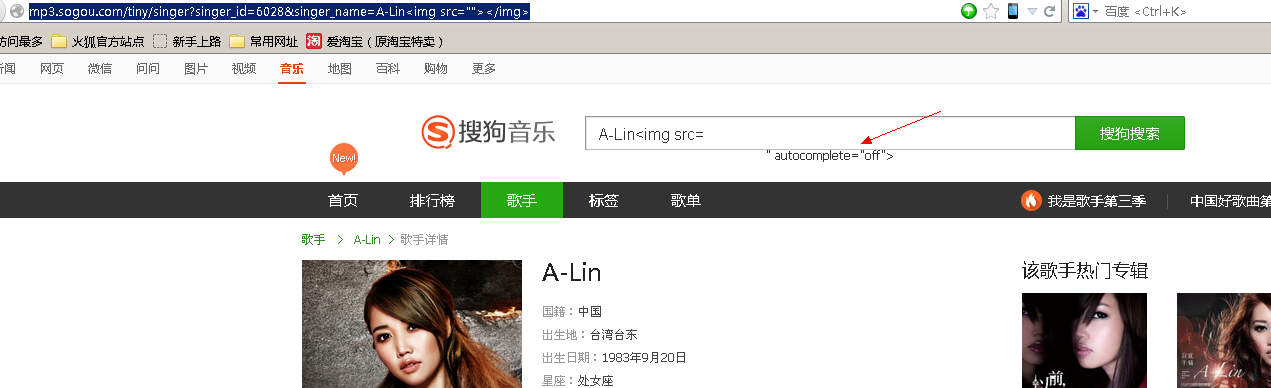 mp3.sogou.com/tiny/singer?singer_id=6028&singer_name=A-Lin<img src=""></img>
百度 <Ctrl+K>
访问最多 火狐官方站点 新手上路 常用网址 淘 爱淘宝（原淘宝特卖）
新闻 网页 微信 问问 图片 视频 音乐 地图 百科 购物 更多
搜狗音乐 A-Lin<img src= 搜狗搜索
" autocomplete="off">
New!
首页 排行榜 歌手 标签 歌单 我是歌手第三季 中国好歌曲第
歌手 > A-Lin > 歌手详情
A-Lin
该歌手热门专辑
国籍：中国
出生地：台湾台东
出生日期：1983年9月20日
星座：处女座
A-Lin